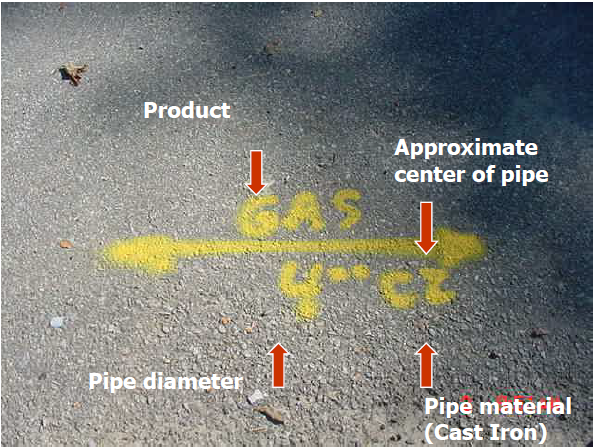 Product
Approximate
center of pipe
GAS
4" CI
Pipe diameter
Pipe material
(Cast Iron)